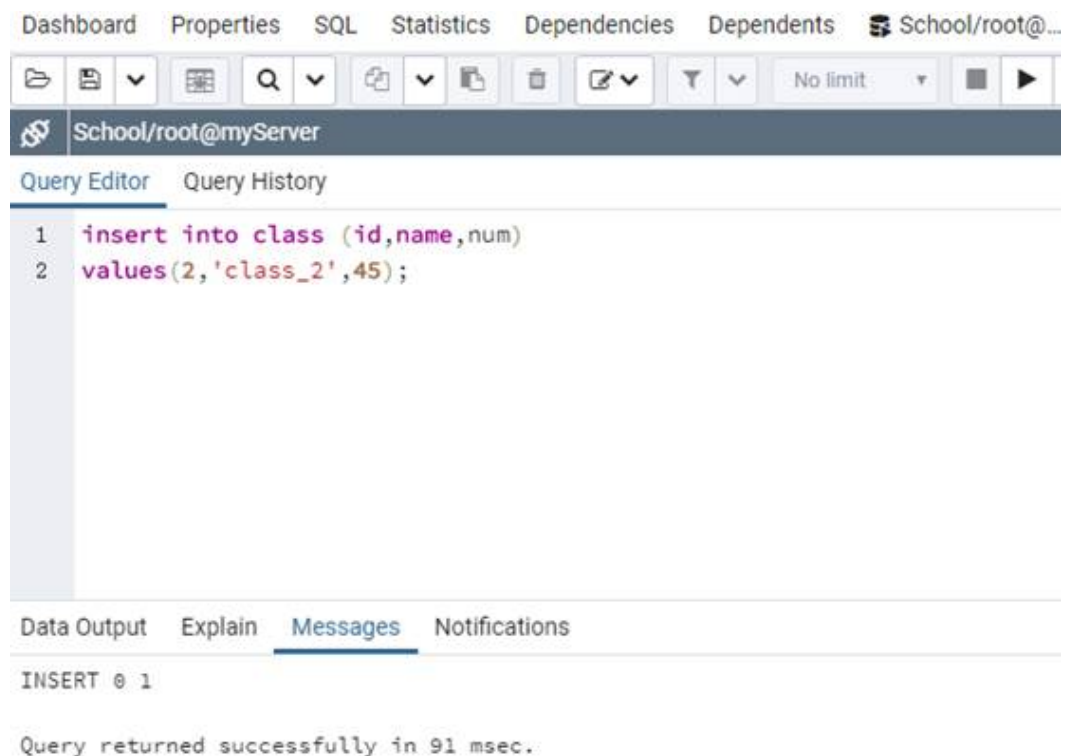 Dashboard Properties SQL Statistics Dependencies Dependents School/root@...
No limit
School/root@myServer
Query Editor Query History
1 insert into class (id,name,num)
2 values(2,'class_2',45);
Data Output Explain Messages Notifications
INSERT 0 1
Query returned successfully in 91 msec.